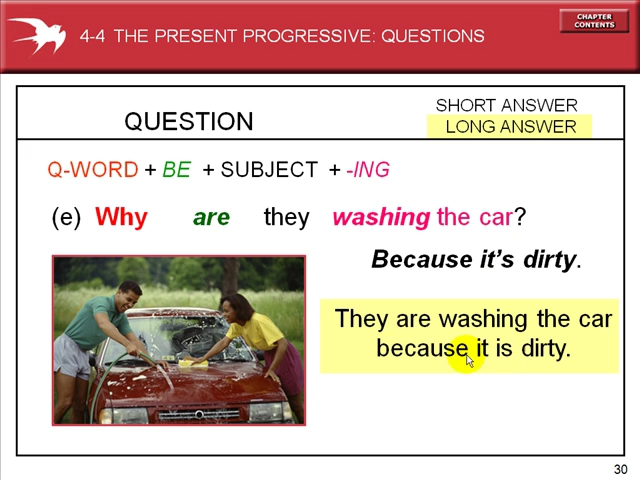 4-4 THE PRESENT PROGRESSIVE: QUESTIONS
CHAPTER
CONTENTS
QUESTION
SHORT ANSWER
LONG ANSWER
Q-WORD + BE + SUBJECT + -ING
(e) Why are they washing the car?
Because it's dirty.
They are washing the car
because it is dirty.
30